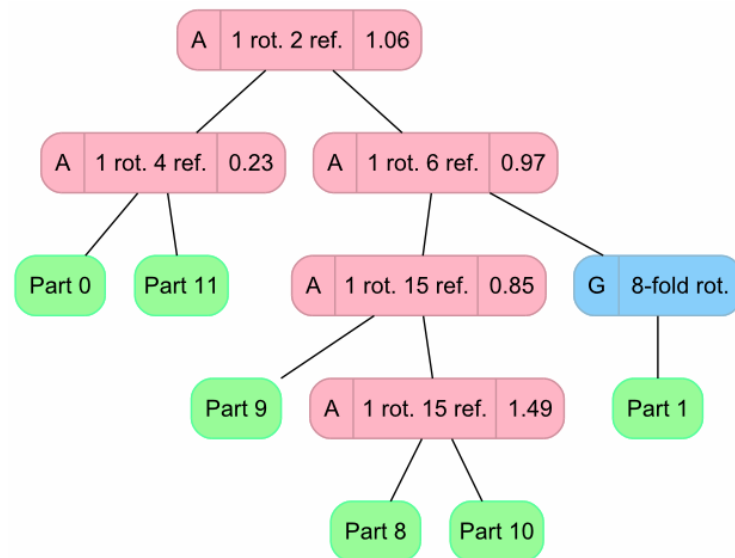 A 1 rot. 2 ref. 1.06
A 1 rot. 4 ref. 0.23
A 1 rot. 6 ref. 0.97
Part 0
Part 11
A 1 rot. 15 ref. 0.85
G 8-fold rot.
Part 9
A 1 rot. 15 ref. 1.49
Part 1
Part 8
Part 10